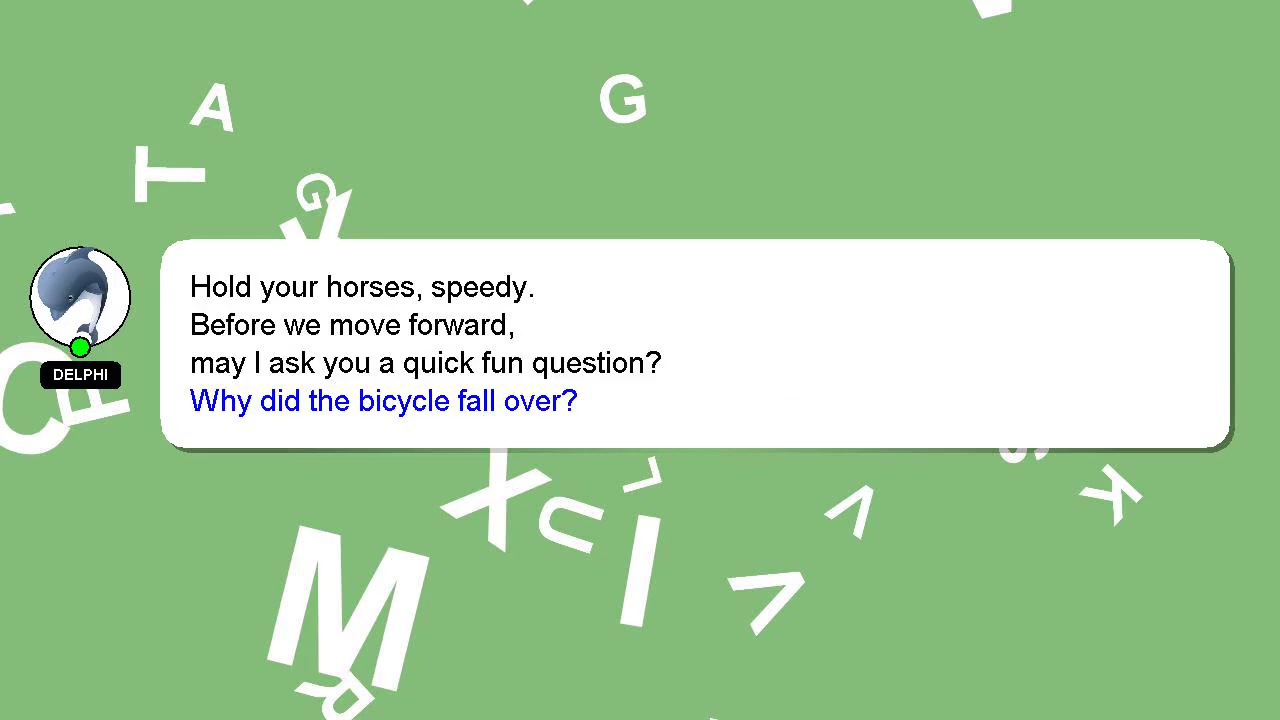 A
G
T
G
Hold your horses, speedy.
Before we move forward,
may I ask you a quick fun question?
Why did the bicycle fall over?
DELPHI
C
X
L
U
I
V
K
V
M
R